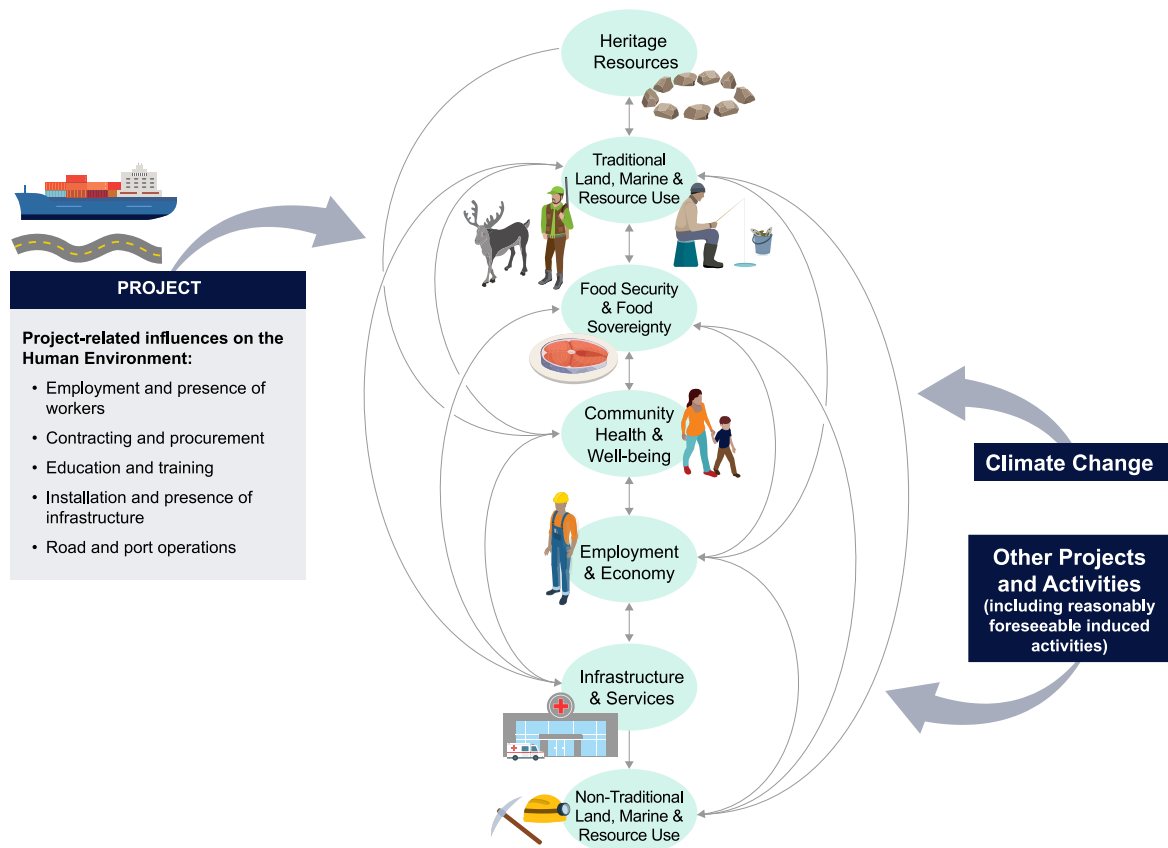 Heritage
Resources
Traditional
Land, Marine &
Resource Use
Food Security
& Food
Sovereignty
Community
Health &
Well-being
Employment
& Economy
Infrastructure
& Services
Non-Traditional
Land, Marine &
Resource Use
PROJECT
Project-related influences on the
Human Environment:
• Employment and presence of
workers
• Contracting and procurement
• Education and training
• Installation and presence of
infrastructure
• Road and port operations
Climate Change
Other Projects
and Activities
(including reasonably
foreseeable induced
activities)